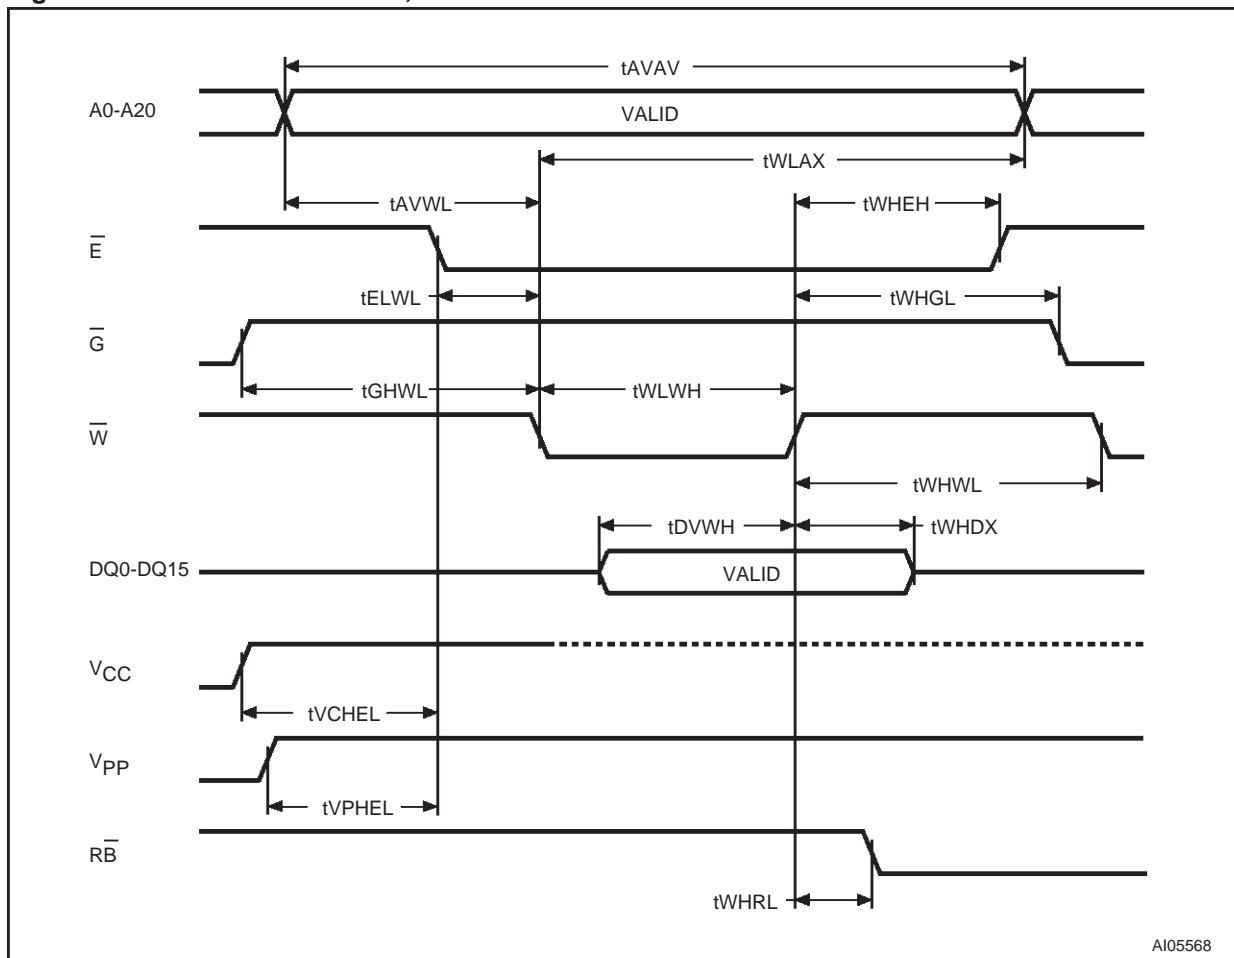 tAVAV
A0-A20
VALID
tWLAX
tAVWL
tWHEH
E̅
tELWL
tWHGL
G̅
tGHWL
tWLWH
W̅
tWHWL
tDVWH
tWHDX
DQ0-DQ15
VALID
VCC
tVCHEL
VPP
tVPHEL
RB̅
tWHRL
AI05568